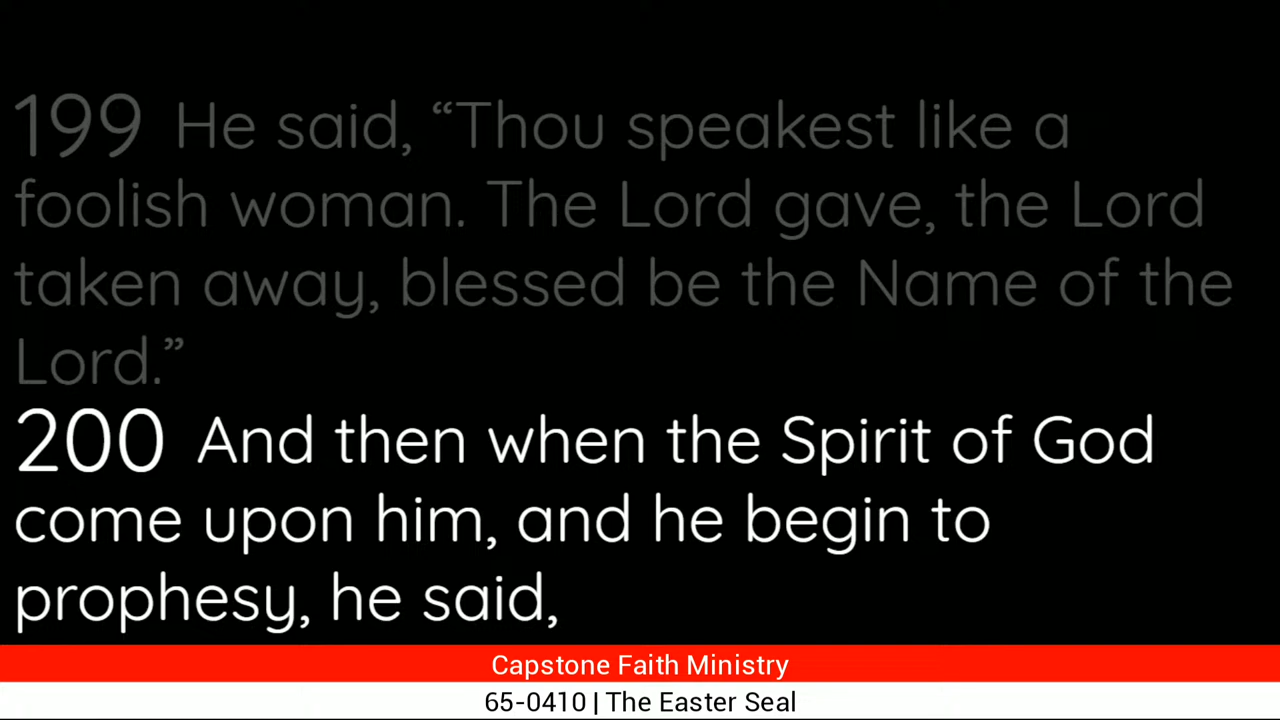 199 He said, “Thou speakest like a
foolish woman. The Lord gave, the Lord
taken away, blessed be the Name of the
Lord.”
200 And then when the Spirit of God
come upon him, and he begin to
prophesy, he said,
Capstone Faith Ministry
65-0410 | The Easter Seal